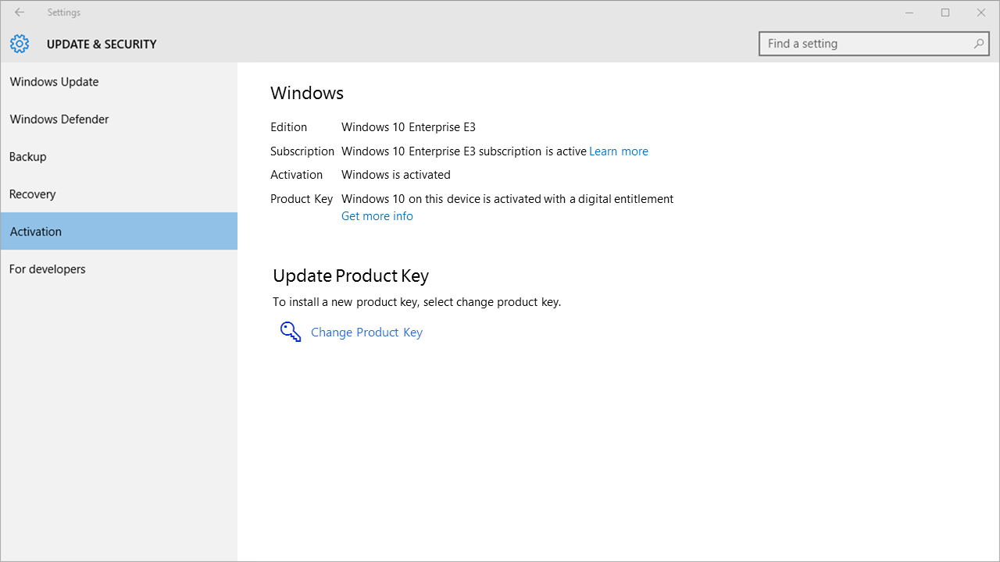 Settings
UPDATE & SECURITY
Find a setting
Windows Update
Windows Defender
Backup
Recovery
Activation
For developers
Windows
Edition Windows 10 Enterprise E3
Subscription Windows 10 Enterprise E3 subscription is active Learn more
Activation Windows is activated
Product Key Windows 10 on this device is activated with a digital entitlement
Get more info
Update Product Key
To install a new product key, select change product key.
Change Product Key